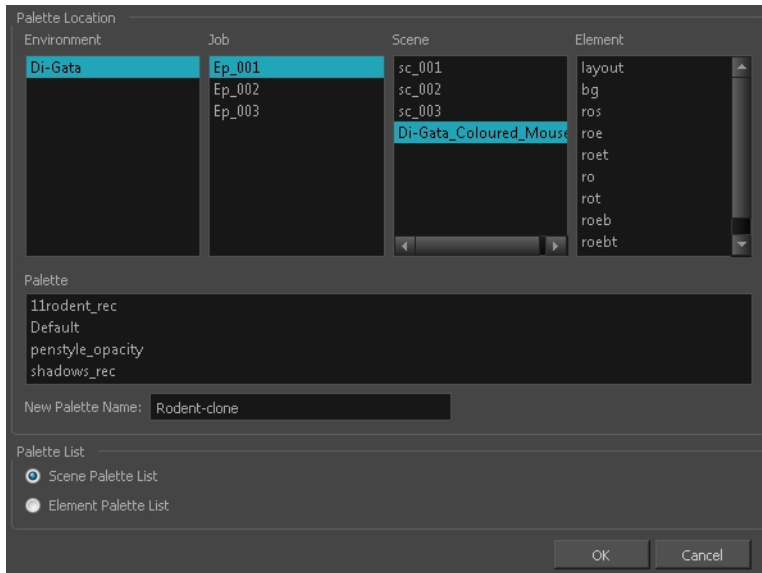 Palette Location
Environment Job Scene Element
Di-Gata Ep_001 sc_001 layout
Ep_002 sc_002 bg
Ep_003 sc_003 ros
Di-Gata_Coloured_Mouse roe
roet
ro
rot
roeb
roebt
Palette
11rodent_rec
Default
penstyle_opacity
shadows_rec
New Palette Name: Rodent-clone
Palette List
Scene Palette List
Element Palette List
OK Cancel